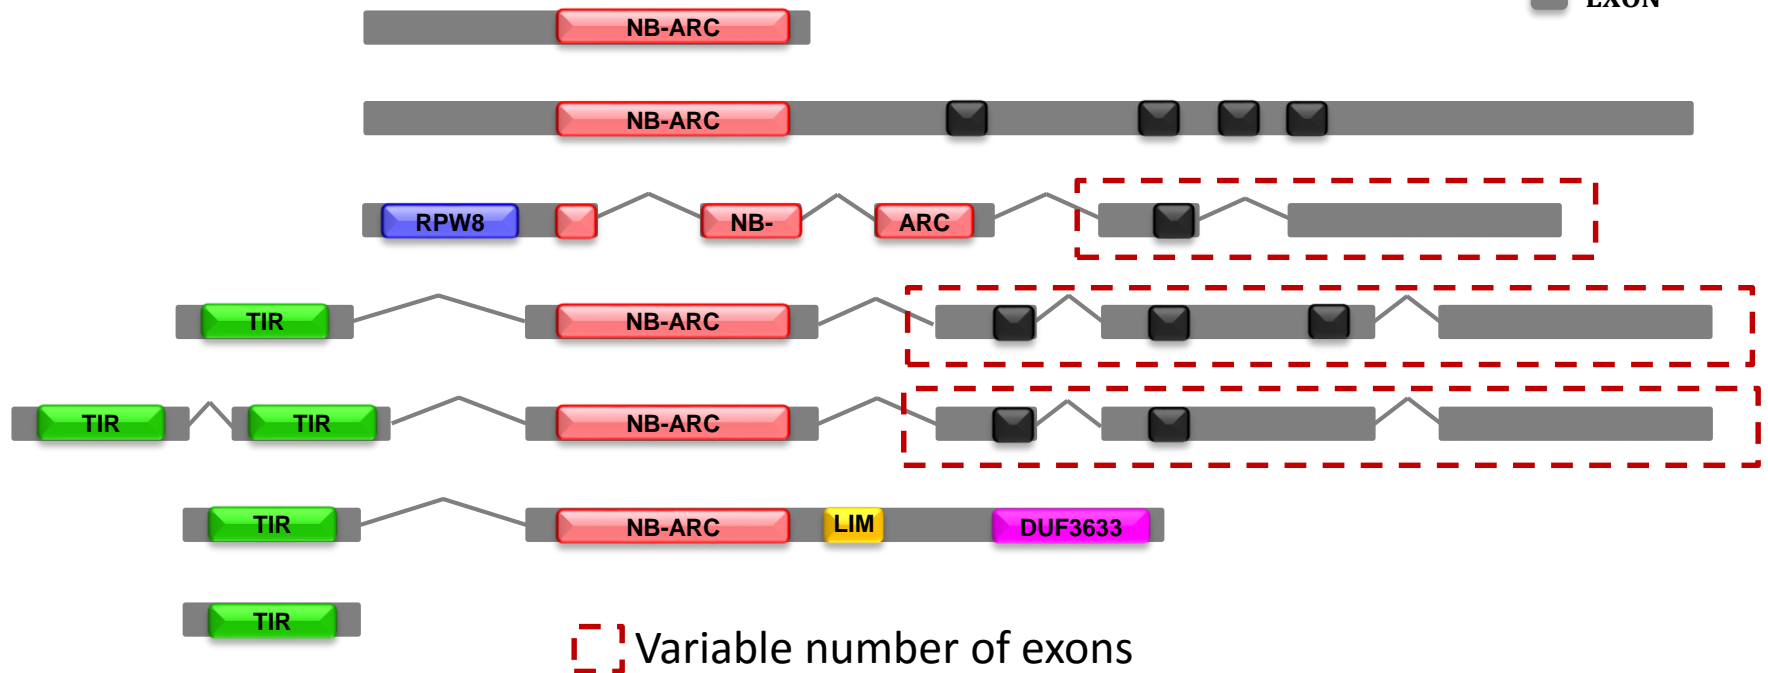 EXON
NB-ARC
NB-ARC
RPW8 NB- ARC
TIR NB-ARC
TIR TIR NB-ARC
TIR NB-ARC LIM DUF3633
TIR
Variable number of exons